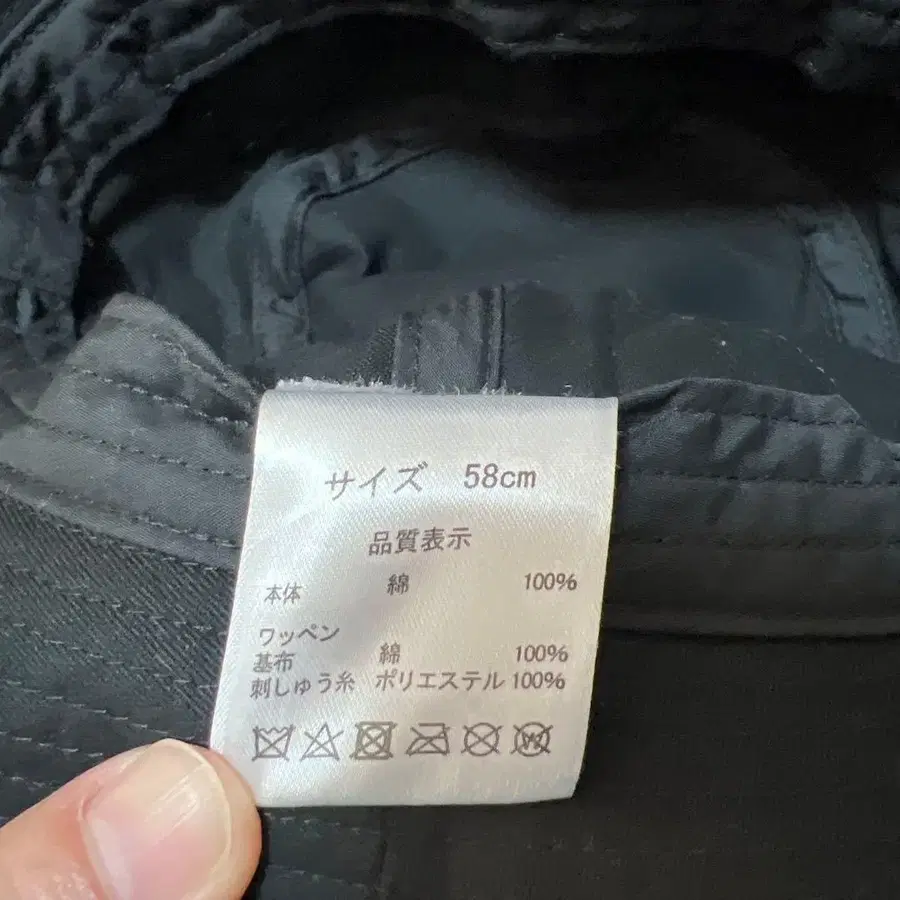 サイズ 58cm
品質表示
本体 綿 100%
ワッペン
基布 綿 100%
刺しゅう糸 ポリエステル 100%
W